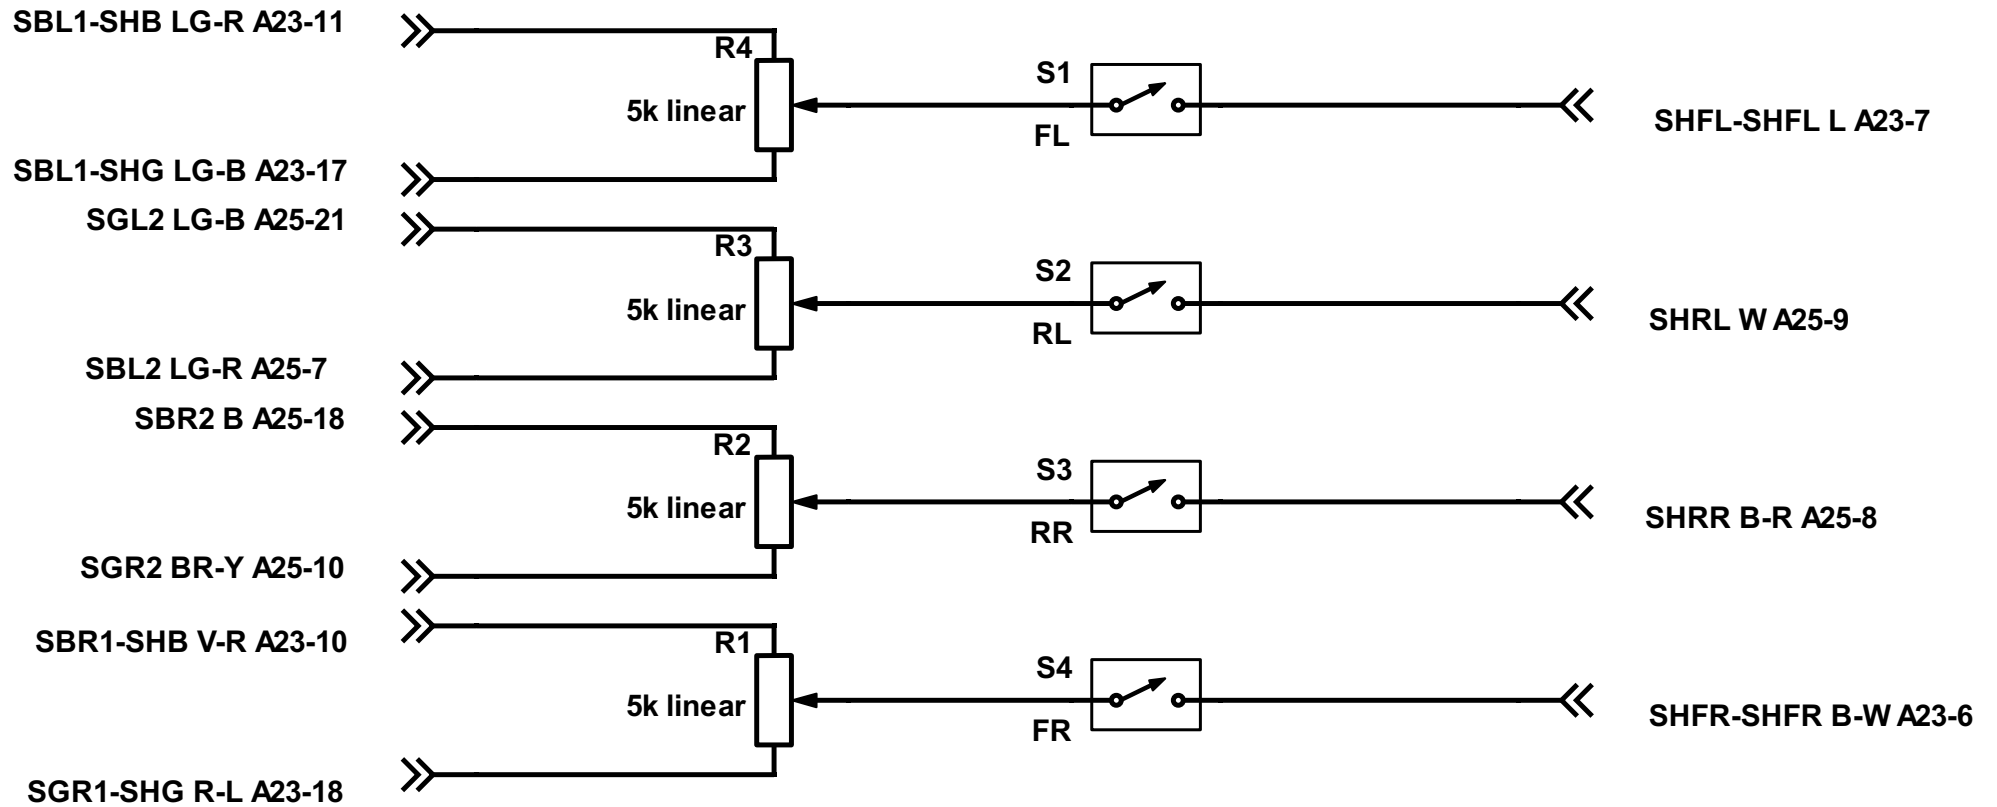 SBL1-SHB LG-R A23-11
R4
S1
5k linear
FL
SHFL-SHFL L A23-7
SBL1-SHG LG-B A23-17
SGL2 LG-B A25-21
R3
S2
5k linear
RL
SHRL W A25-9
SBL2 LG-R A25-7
SBR2 B A25-18
R2
S3
5k linear
RR
SHRR B-R A25-8
SGR2 BR-Y A25-10
SBR1-SHB V-R A23-10
R1
S4
5k linear
FR
SHFR-SHFR B-W A23-6
SGR1-SHG R-L A23-18